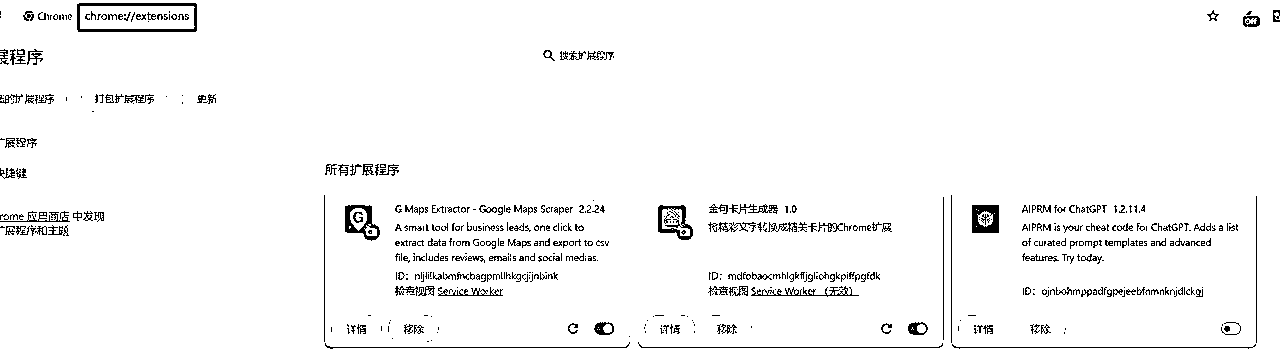 Chrome chrome://extensions
展程序
搜索扩展程序
的扩展程序 打包扩展程序 更新
扩展程序
快捷键
所有扩展程序
rome 应用商店 中发现
扩展程序和主题
G Maps Extractor - Google Maps Scraper 2.2.24
A smart tool for business leads, one click to
extract data from Google Maps and export to csv
file, includes reviews, emails and social medias.
检查视图 Service Worker
详情 移除
金句卡片生成器 1.0
将精彩文字转换成精美卡片的Chrome扩展
检查视图 Service Worker （无效）
详情 移除
AIPRM for ChatGPT 1.2.11.4
AIPRM is your cheat code for ChatGPT. Adds a list
of curated prompt templates and advanced
features. Try today.
详情 移除